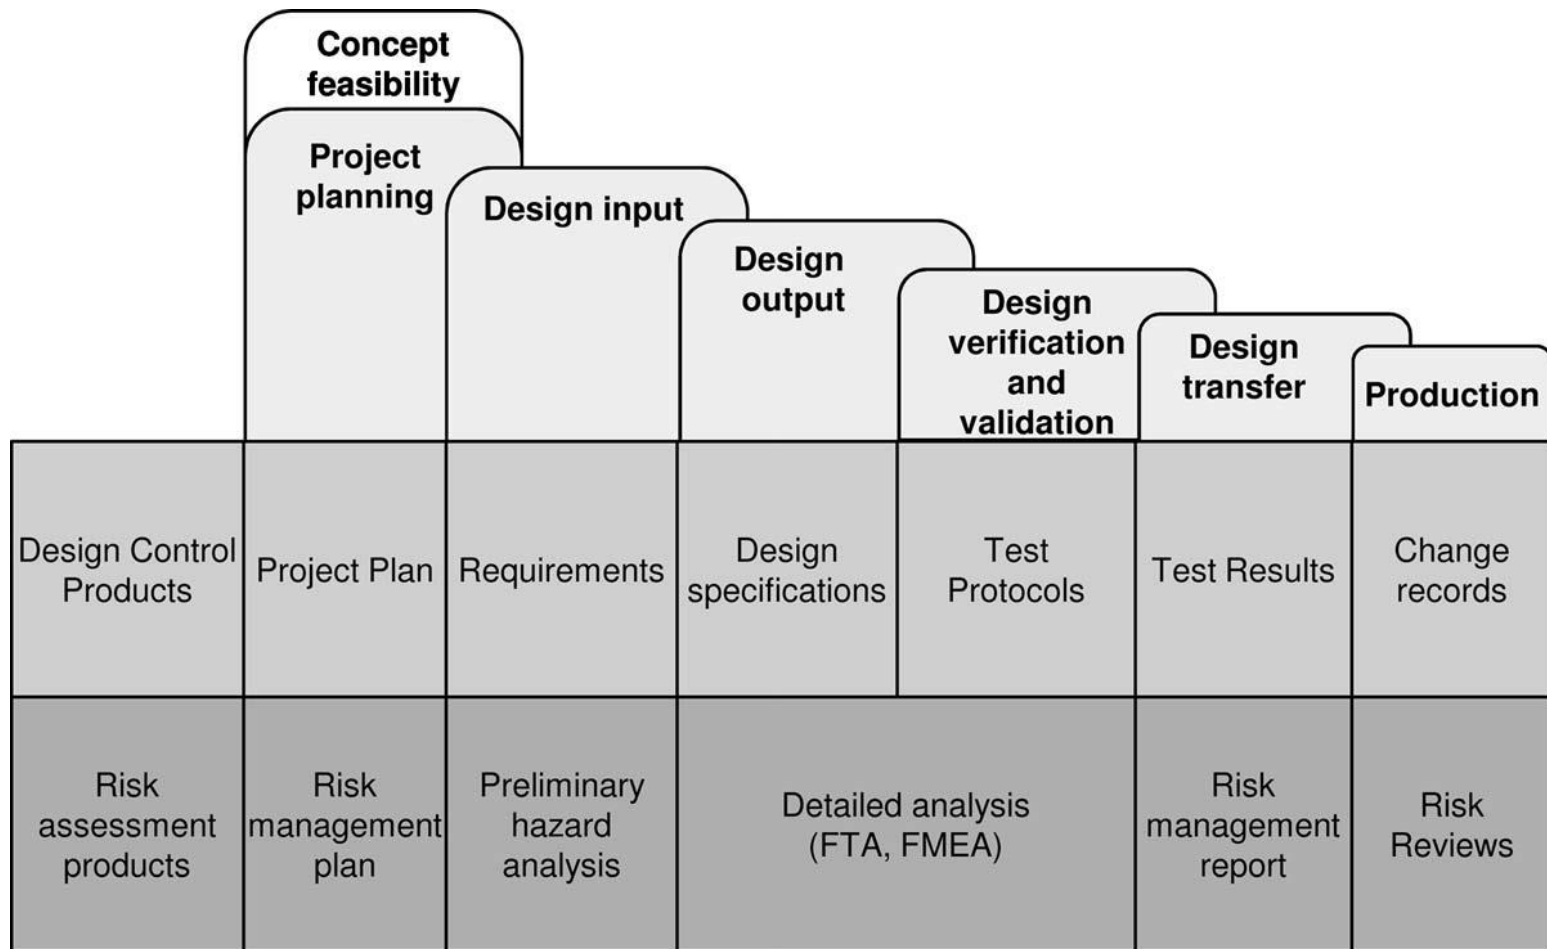 Concept
feasibility
Project
planning
Design input
Design
output
Design
verification
and
validation
Design
transfer
Production
Design Control
Products
Project Plan
Requirements
Design
specifications
Test
Protocols
Test Results
Change
records
Risk
assessment
products
Risk
management
plan
Preliminary
hazard
analysis
Detailed analysis
(FTA, FMEA)
Risk
management
report
Risk
Reviews